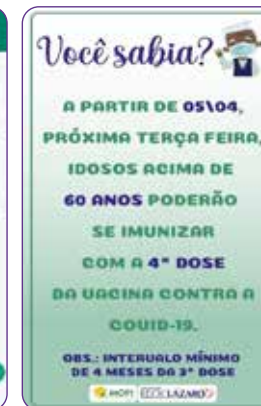 Você sabia?
A PARTIR DE 05\04,
PRÓXIMA TERÇA FEIRA,
IDOSOS ACIMA DE
60 ANOS PODERÃO
SE IMUNIZAR
COM A 4ª DOSE
DA VACINA CONTRA A
COVID-19.
OBS.: INTERVALO MÍNIMO
DE 4 MESES DA 3ª DOSE